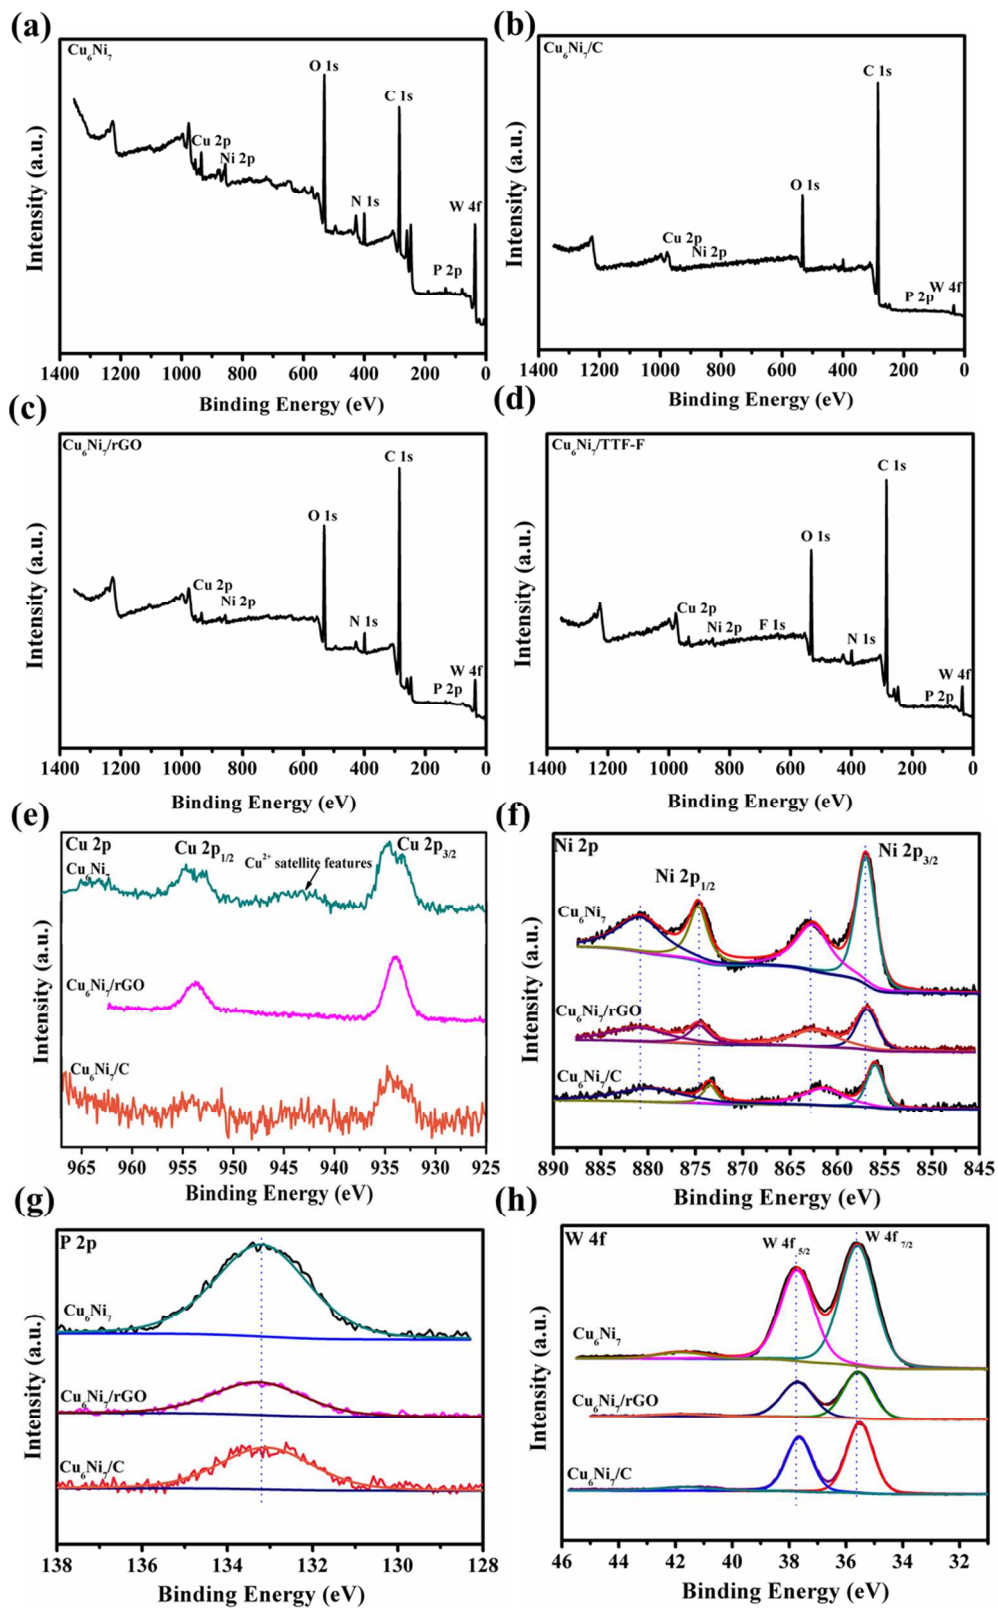 (a)
Cu6Ni7
O 1s
C 1s
Cu 2p
Ni 2p
N 1s
W 4f
P 2p
Intensity (a.u.)
1400 1200 1000 800 600 400 200 0
Binding Energy (eV)
(b)
Cu6Ni7/C
C 1s
O 1s
Cu 2p
Ni 2p
P 2p
W 4f
Intensity (a.u.)
1400 1200 1000 800 600 400 200 0
Binding Energy (eV)
(c)
Cu6Ni7/rGO
C 1s
O 1s
Cu 2p
Ni 2p
N 1s
W 4f
P 2p
Intensity (a.u.)
1400 1200 1000 800 600 400 200 0
Binding Energy (eV)
(d)
Cu6Ni7/TTF-F
C 1s
O 1s
Cu 2p
Ni 2p
F 1s
N 1s
W 4f
P 2p
Intensity (a.u.)
1400 1200 1000 800 600 400 200 0
Binding Energy (eV)
(e)
Cu 2p
Cu 2p1/2
Cu2+ satellite features
Cu 2p3/2
Cu6Ni7
Cu6Ni7/rGO
Cu6Ni7/C
Intensity (a.u.)
965 960 955 950 945 940 935 930 925
Binding Energy (eV)
(f)
Ni 2p
Ni 2p1/2
Ni 2p3/2
Cu6Ni7
Cu6Ni7/rGO
Cu6Ni7/C
Intensity (a.u.)
890 885 880 875 870 865 860 855 850 845
Binding Energy (eV)
(g)
P 2p
Cu6Ni7
Cu6Ni7/rGO
Cu6Ni7/C
Intensity (a.u.)
138 136 134 132 130 128
Binding Energy (eV)
(h)
W 4f
W 4f5/2
W 4f7/2
Cu6Ni7
Cu6Ni7/rGO
Cu6Ni7/C
Intensity (a.u.)
46 44 42 40 38 36 34 32
Binding Energy (eV)